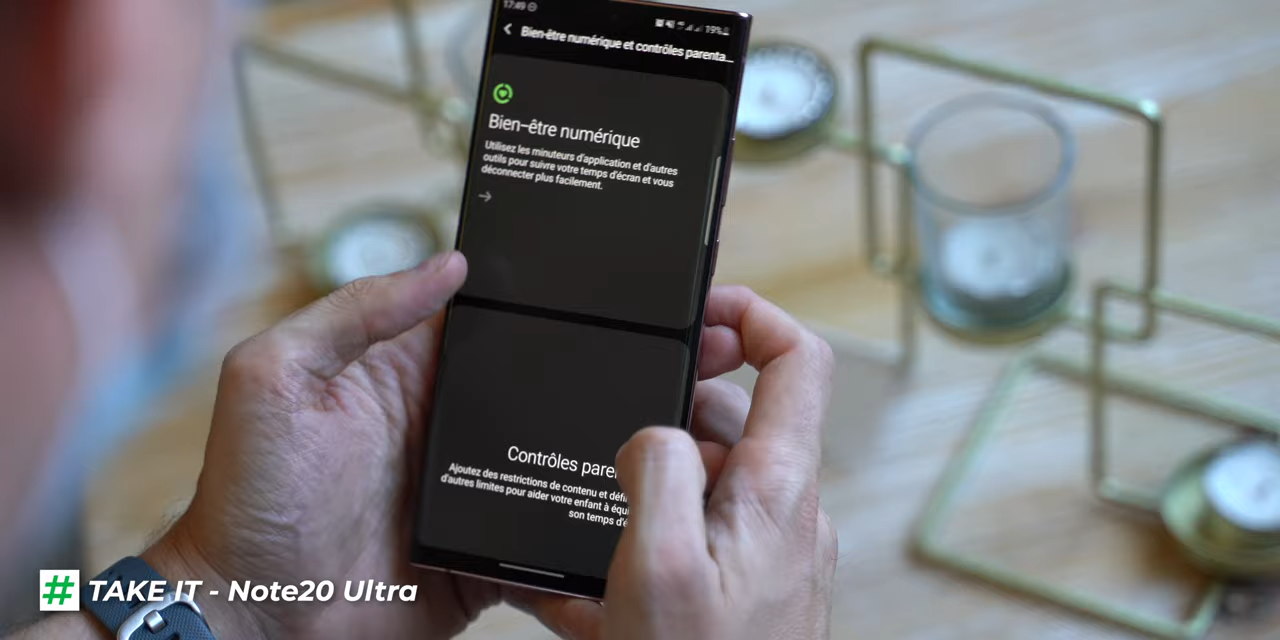 17:49
19%
Bien-être numérique et contrôles parenta...
Bien-être numérique
Utilisez les minuteurs d'application et d'autres
outils pour suivre votre temps d'écran et vous
déconnecter plus facilement.
Contrôles paren
Ajoutez des restrictions de contenu et défi
d'autres limites pour aider votre enfant à équi
son temps d'é
# TAKE IT - Note20 Ultra